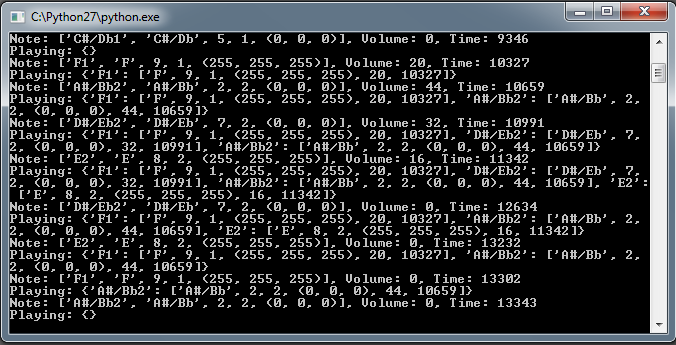 C:\Python27\python.exe
Note: ['C#/Db1', 'C#/Db', 5, 1, (0, 0, 0)], Volume: 0, Time: 9346
Playing: {}
Note: ['F1', 'F', 9, 1, (255, 255, 255)], Volume: 20, Time: 10327
Playing: {'F1': ['F', 9, 1, (255, 255, 255), 20, 10327]}
Note: ['A#/Bb2', 'A#/Bb', 2, 2, (0, 0, 0)], Volume: 44, Time: 10659
Playing: {'F1': ['F', 9, 1, (255, 255, 255), 20, 10327], 'A#/Bb2': ['A#/Bb', 2,
2, (0, 0, 0), 44, 10659]}
Note: ['D#/Eb2', 'D#/Eb', 7, 2, (0, 0, 0)], Volume: 32, Time: 10991
Playing: {'F1': ['F', 9, 1, (255, 255, 255), 20, 10327], 'D#/Eb2': ['D#/Eb', 7,
2, (0, 0, 0), 32, 10991], 'A#/Bb2': ['A#/Bb', 2, 2, (0, 0, 0), 44, 10659]}
Note: ['E2', 'E', 8, 2, (255, 255, 255)], Volume: 16, Time: 11342
Playing: {'F1': ['F', 9, 1, (255, 255, 255), 20, 10327], 'D#/Eb2': ['D#/Eb', 7,
2, (0, 0, 0), 32, 10991], 'A#/Bb2': ['A#/Bb', 2, 2, (0, 0, 0), 44, 10659], 'E2':
['E', 8, 2, (255, 255, 255), 16, 11342]}
Note: ['D#/Eb2', 'D#/Eb', 7, 2, (0, 0, 0)], Volume: 0, Time: 12634
Playing: {'F1': ['F', 9, 1, (255, 255, 255), 20, 10327], 'A#/Bb2': ['A#/Bb', 2,
2, (0, 0, 0), 44, 10659], 'E2': ['E', 8, 2, (255, 255, 255), 16, 11342]}
Note: ['E2', 'E', 8, 2, (255, 255, 255)], Volume: 0, Time: 13232
Playing: {'F1': ['F', 9, 1, (255, 255, 255), 20, 10327], 'A#/Bb2': ['A#/Bb', 2,
2, (0, 0, 0), 44, 10659]}
Note: ['F1', 'F', 9, 1, (255, 255, 255)], Volume: 0, Time: 13302
Playing: {'A#/Bb2': ['A#/Bb', 2, 2, (0, 0, 0), 44, 10659]}
Note: ['A#/Bb2', 'A#/Bb', 2, 2, (0, 0, 0)], Volume: 0, Time: 13343
Playing: {}